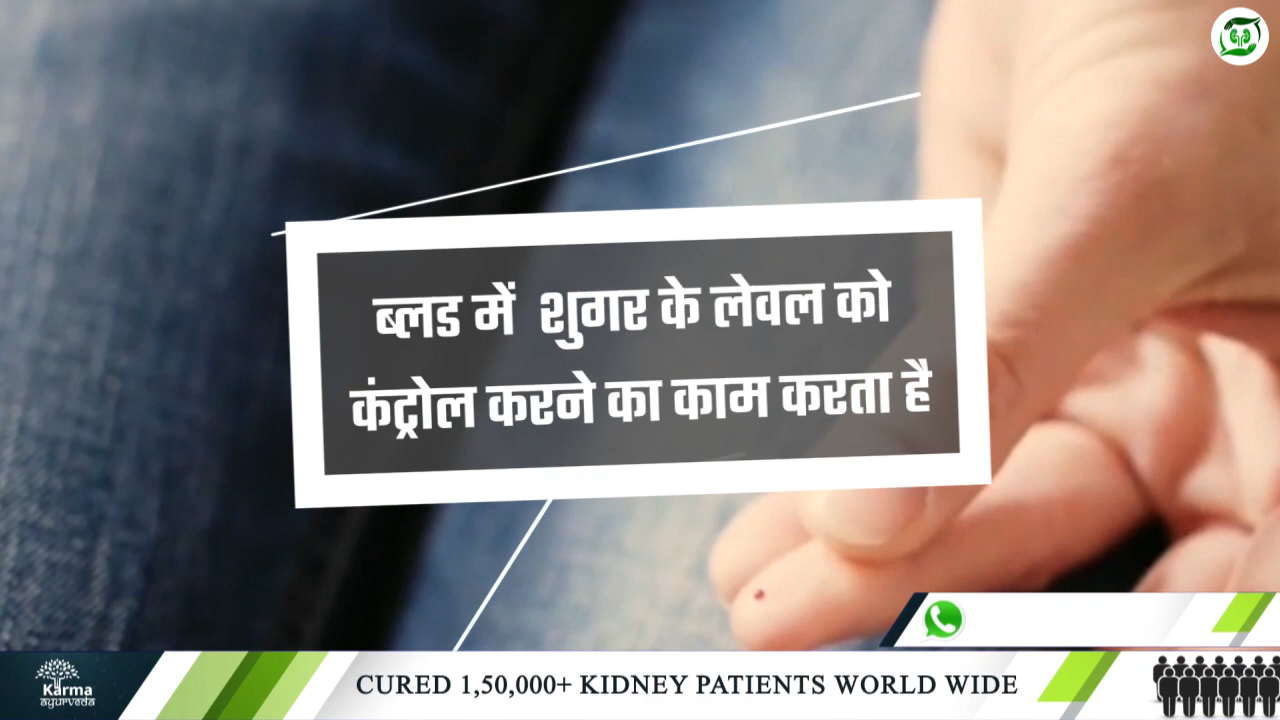 ब्लड में शुगर के लेवल को
कंट्रोल करने का काम करता है
CURED 1,50,000+ KIDNEY PATIENTS WORLD WIDE
Karma
ayurveda